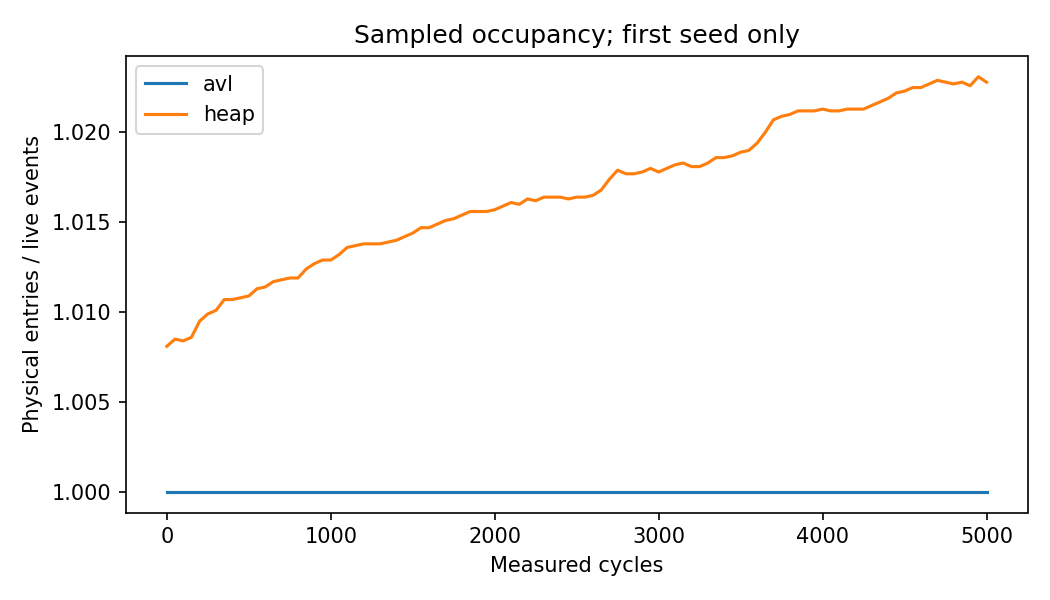 Sampled occupancy; first seed only
avl
heap
Physical entries / live events
1.020
1.015
1.010
1.005
1.000
0
1000
2000
3000
4000
5000
Measured cycles